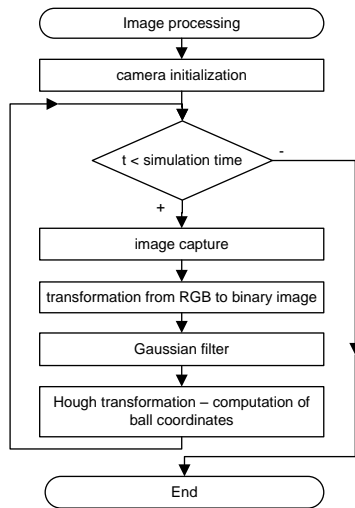 Image processing
camera initialization
t < simulation time
-
+
image capture
transformation from RGB to binary image
Gaussian filter
Hough transformation – computation of
ball coordinates
End